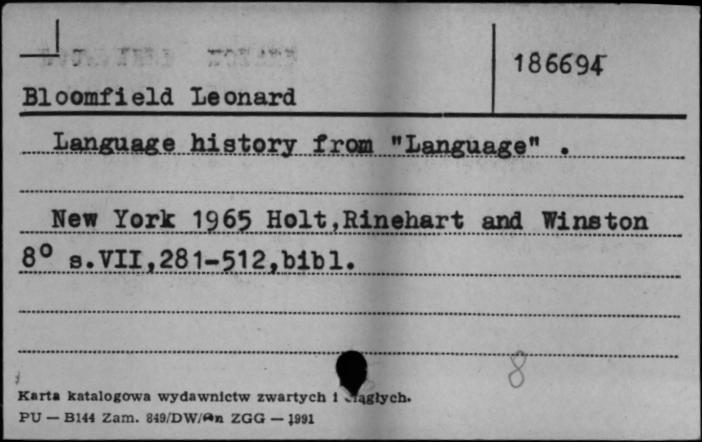 186694
Bloomfield Leonard
Language history from "Language" .
New York 1965 Holt,Rinehart and Winston
8° s.VII,281-512,bibl.
8
Karta katalogowa wydawnictw zwartych i ciągłych.
PU — B144 Zam. 849/DW/ ZGG — 1991